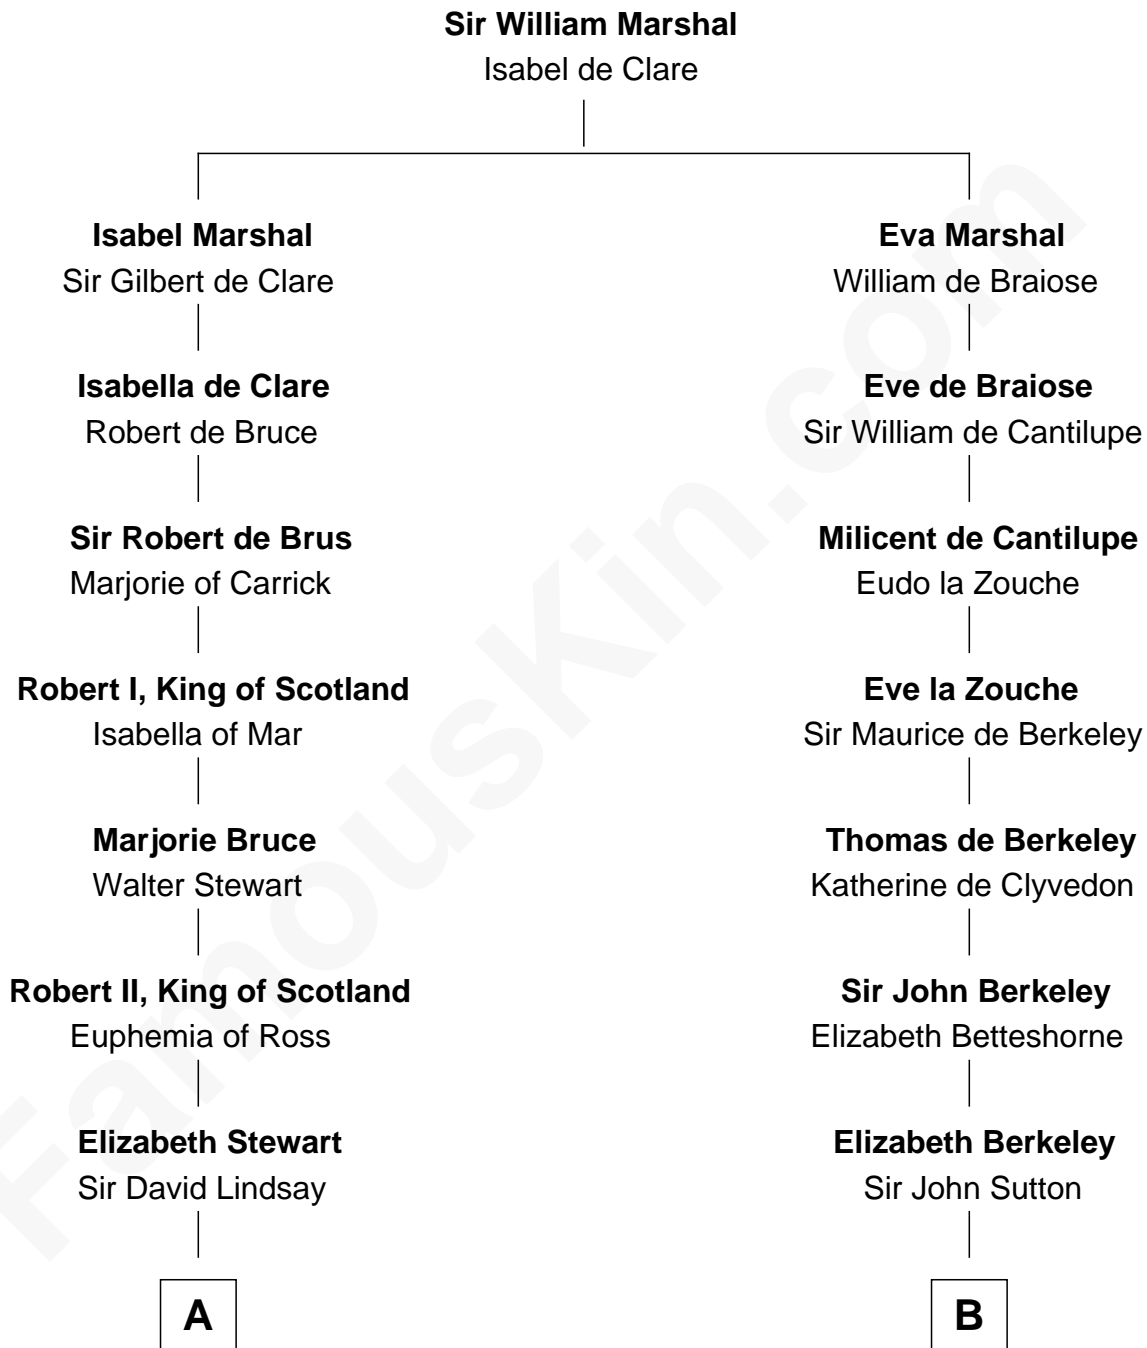 Sir William Marshal
Isabel de Clare
Isabel Marshal
Sir Gilbert de Clare
Eva Marshal
William de Braiose
Isabella de Clare
Robert de Bruce
Eve de Braiose
Sir William de Cantilupe
Sir Robert de Brus
Marjorie of Carrick
Milicent de Cantilupe
Eudo la Zouche
Robert I, King of Scotland
Isabella of Mar
Eve la Zouche
Sir Maurice de Berkeley
Marjorie Bruce
Walter Stewart
Thomas de Berkeley
Katherine de Clyvedon
Robert II, King of Scotland
Euphemia of Ross
Sir John Berkeley
Elizabeth Betteshorne
Elizabeth Stewart
Sir David Lindsay
Elizabeth Berkeley
Sir John Sutton
A
B
FamousKin.com